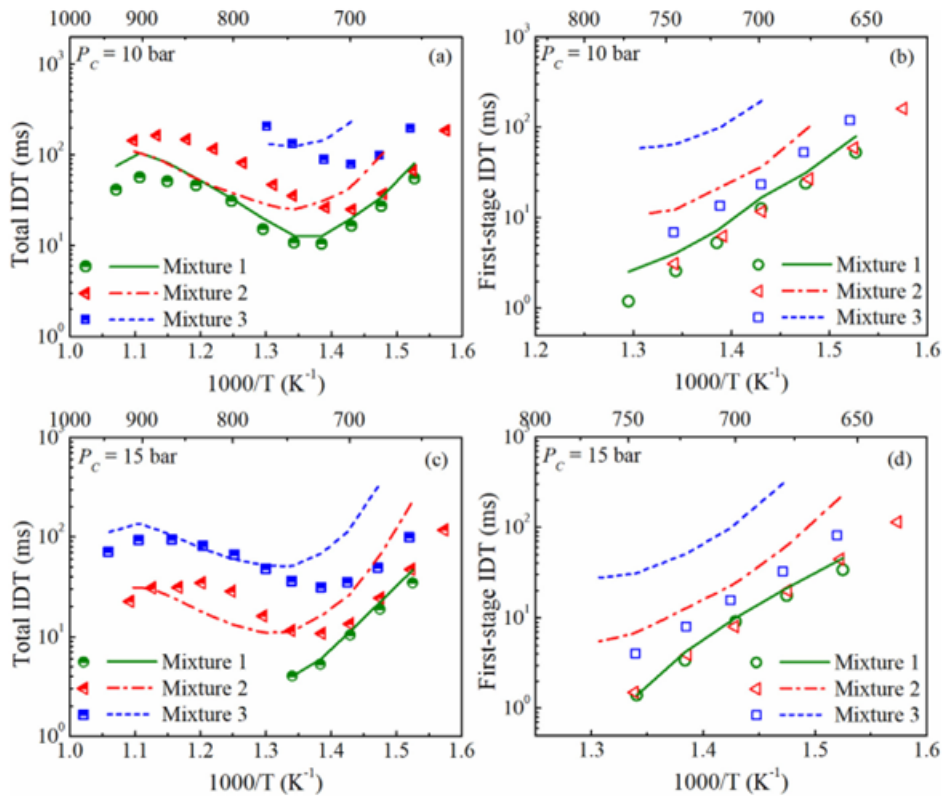 1000 900 800 700
P_C = 10 bar (a)
Total IDT (ms)
10³
10²
10¹
10⁰
Mixture 1
Mixture 2
Mixture 3
1.0 1.1 1.2 1.3 1.4 1.5 1.6
1000/T (K⁻¹)
800 750 700 650
P_C = 10 bar (b)
First-stage IDT (ms)
10³
10²
10¹
10⁰
Mixture 1
Mixture 2
Mixture 3
1.2 1.3 1.4 1.5 1.6
1000/T (K⁻¹)
1000 900 800 700
P_C = 15 bar (c)
Total IDT (ms)
10³
10²
10¹
10⁰
Mixture 1
Mixture 2
Mixture 3
1.0 1.1 1.2 1.3 1.4 1.5 1.6
1000/T (K⁻¹)
800 750 700 650
P_C = 15 bar (d)
First-stage IDT (ms)
10³
10²
10¹
10⁰
Mixture 1
Mixture 2
Mixture 3
1.3 1.4 1.5 1.6
1000/T (K⁻¹)